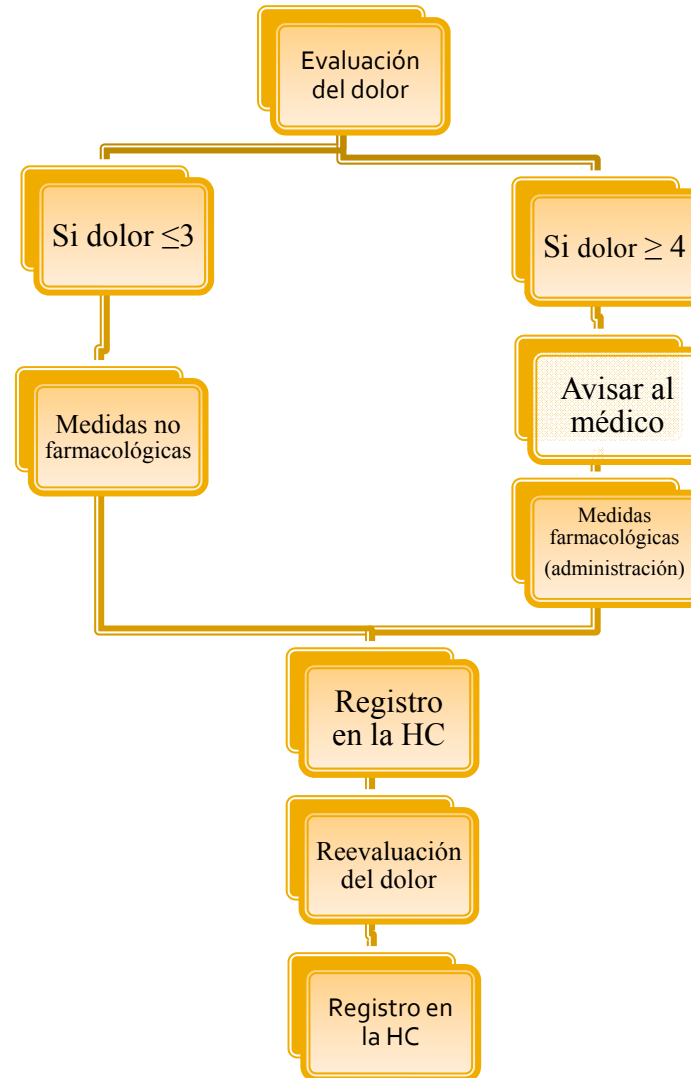 Evaluación
del dolor
Si dolor ≤3
Si dolor ≥ 4
Medidas no
farmacológicas
Avisar al
médico
Medidas
farmacológicas
(administración)
Registro
en la HC
Reevaluación
del dolor
Registro en
la HC